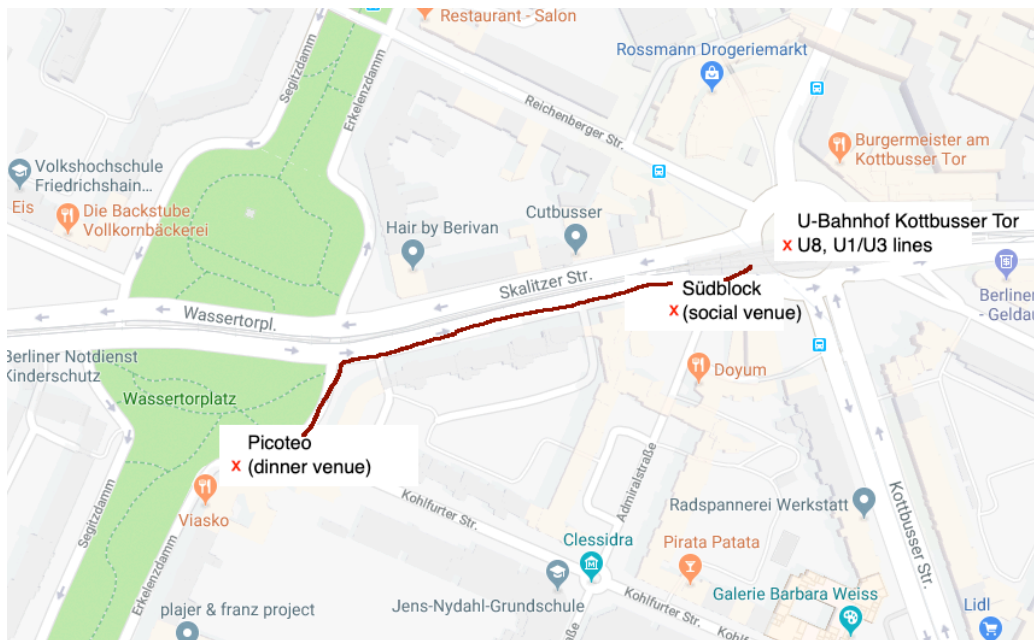 Restaurant - Salon
Rossmann Drogeriemarkt
Segitzdamm
Erkelenzdamm
Reichenberger Str.
Burgermeister am
Kottbusser Tor
Volkshochschule
Friedrichshain...
Eis
Die Backstube
Vollkornbäckerei
Hair by Berivan
Cutbusser
U-Bahnhof Kottbusser Tor
x U8, U1/U3 lines
Skalitzer Str.
Südblock
x (social venue)
Berliner
- Geldau
Wassertorpl.
Berliner Notdienst
Kinderschutz
Doyum
Wassertorplatz
Picoteo
x (dinner venue)
Viasko
Kohlfurter Str.
Admiralstraße
Radspannerei Werkstatt
Kottbusser Str.
Segitzdamm
Erkelenzdamm
Clessidra
Pirata Patata
Jens-Nydahl-Grundschule
Kohlfurter Str.
Galerie Barbara Weiss
plajer & franz project
Lidl